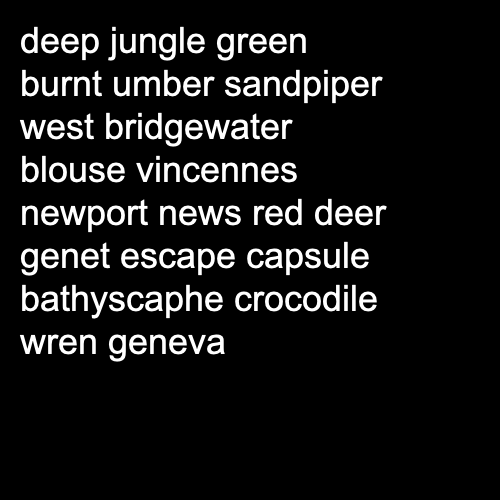 deep jungle green
burnt umber sandpiper
west bridgewater
blouse vincennes
newport news red deer
genet escape capsule
bathyscaphe crocodile
wren geneva